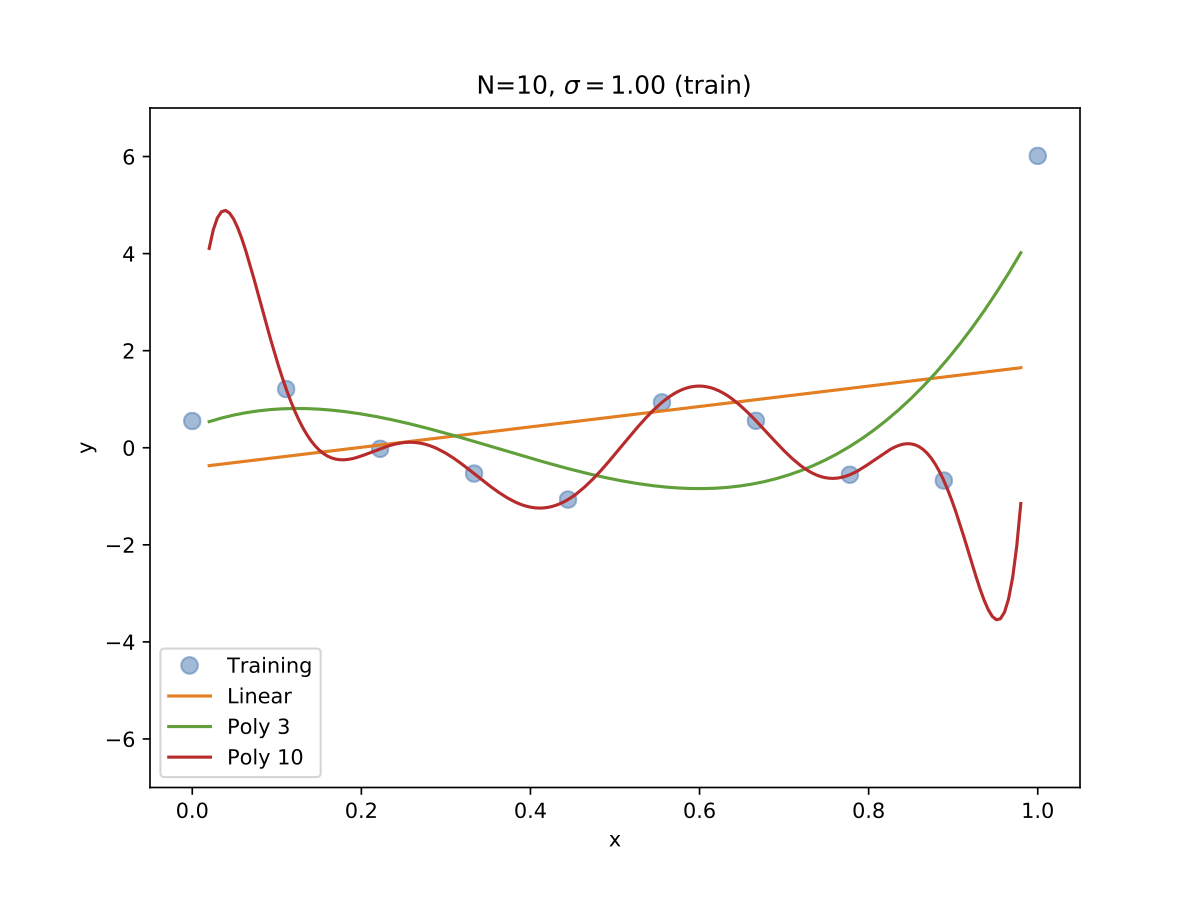 N=10, σ = 1.00 (train)
y
6
4
2
0
−2
−4
−6
Training
Linear
Poly 3
Poly 10
0.0 0.2 0.4 0.6 0.8 1.0
x